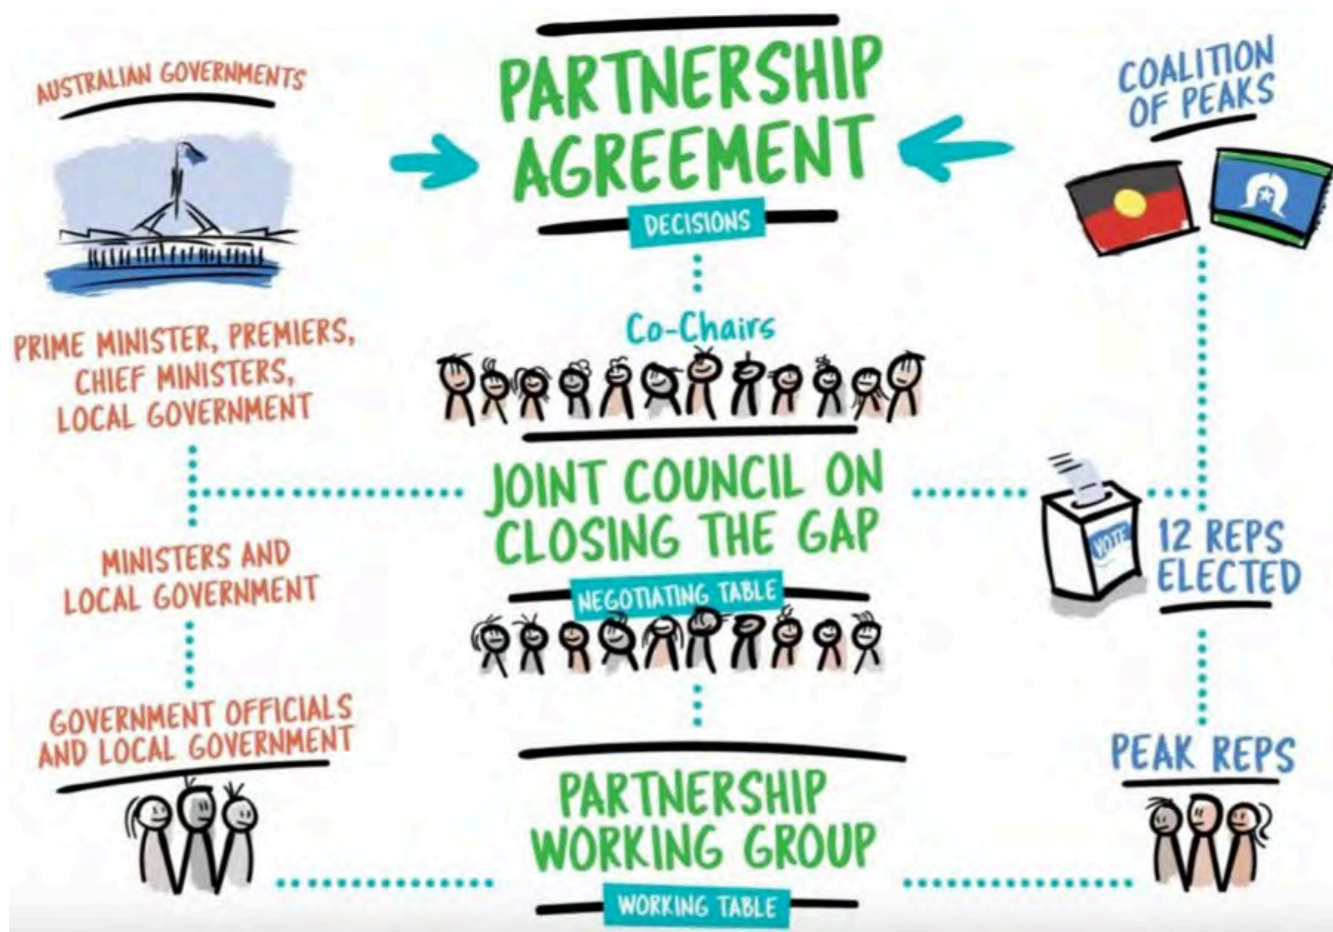 AUSTRALIAN GOVERNMENTS
PRIME MINISTER, PREMIERS,
CHIEF MINISTERS,
LOCAL GOVERNMENT
MINISTERS AND
LOCAL GOVERNMENT
GOVERNMENT OFFICIALS
AND LOCAL GOVERNMENT
PARTNERSHIP
AGREEMENT
DECISIONS
Co-Chairs
JOINT COUNCIL ON
CLOSING THE GAP
NEGOTIATING TABLE
PARTNERSHIP
WORKING GROUP
WORKING TABLE
COALITION
OF PEAKS
VOTE
12 REPS
ELECTED
PEAK REPS